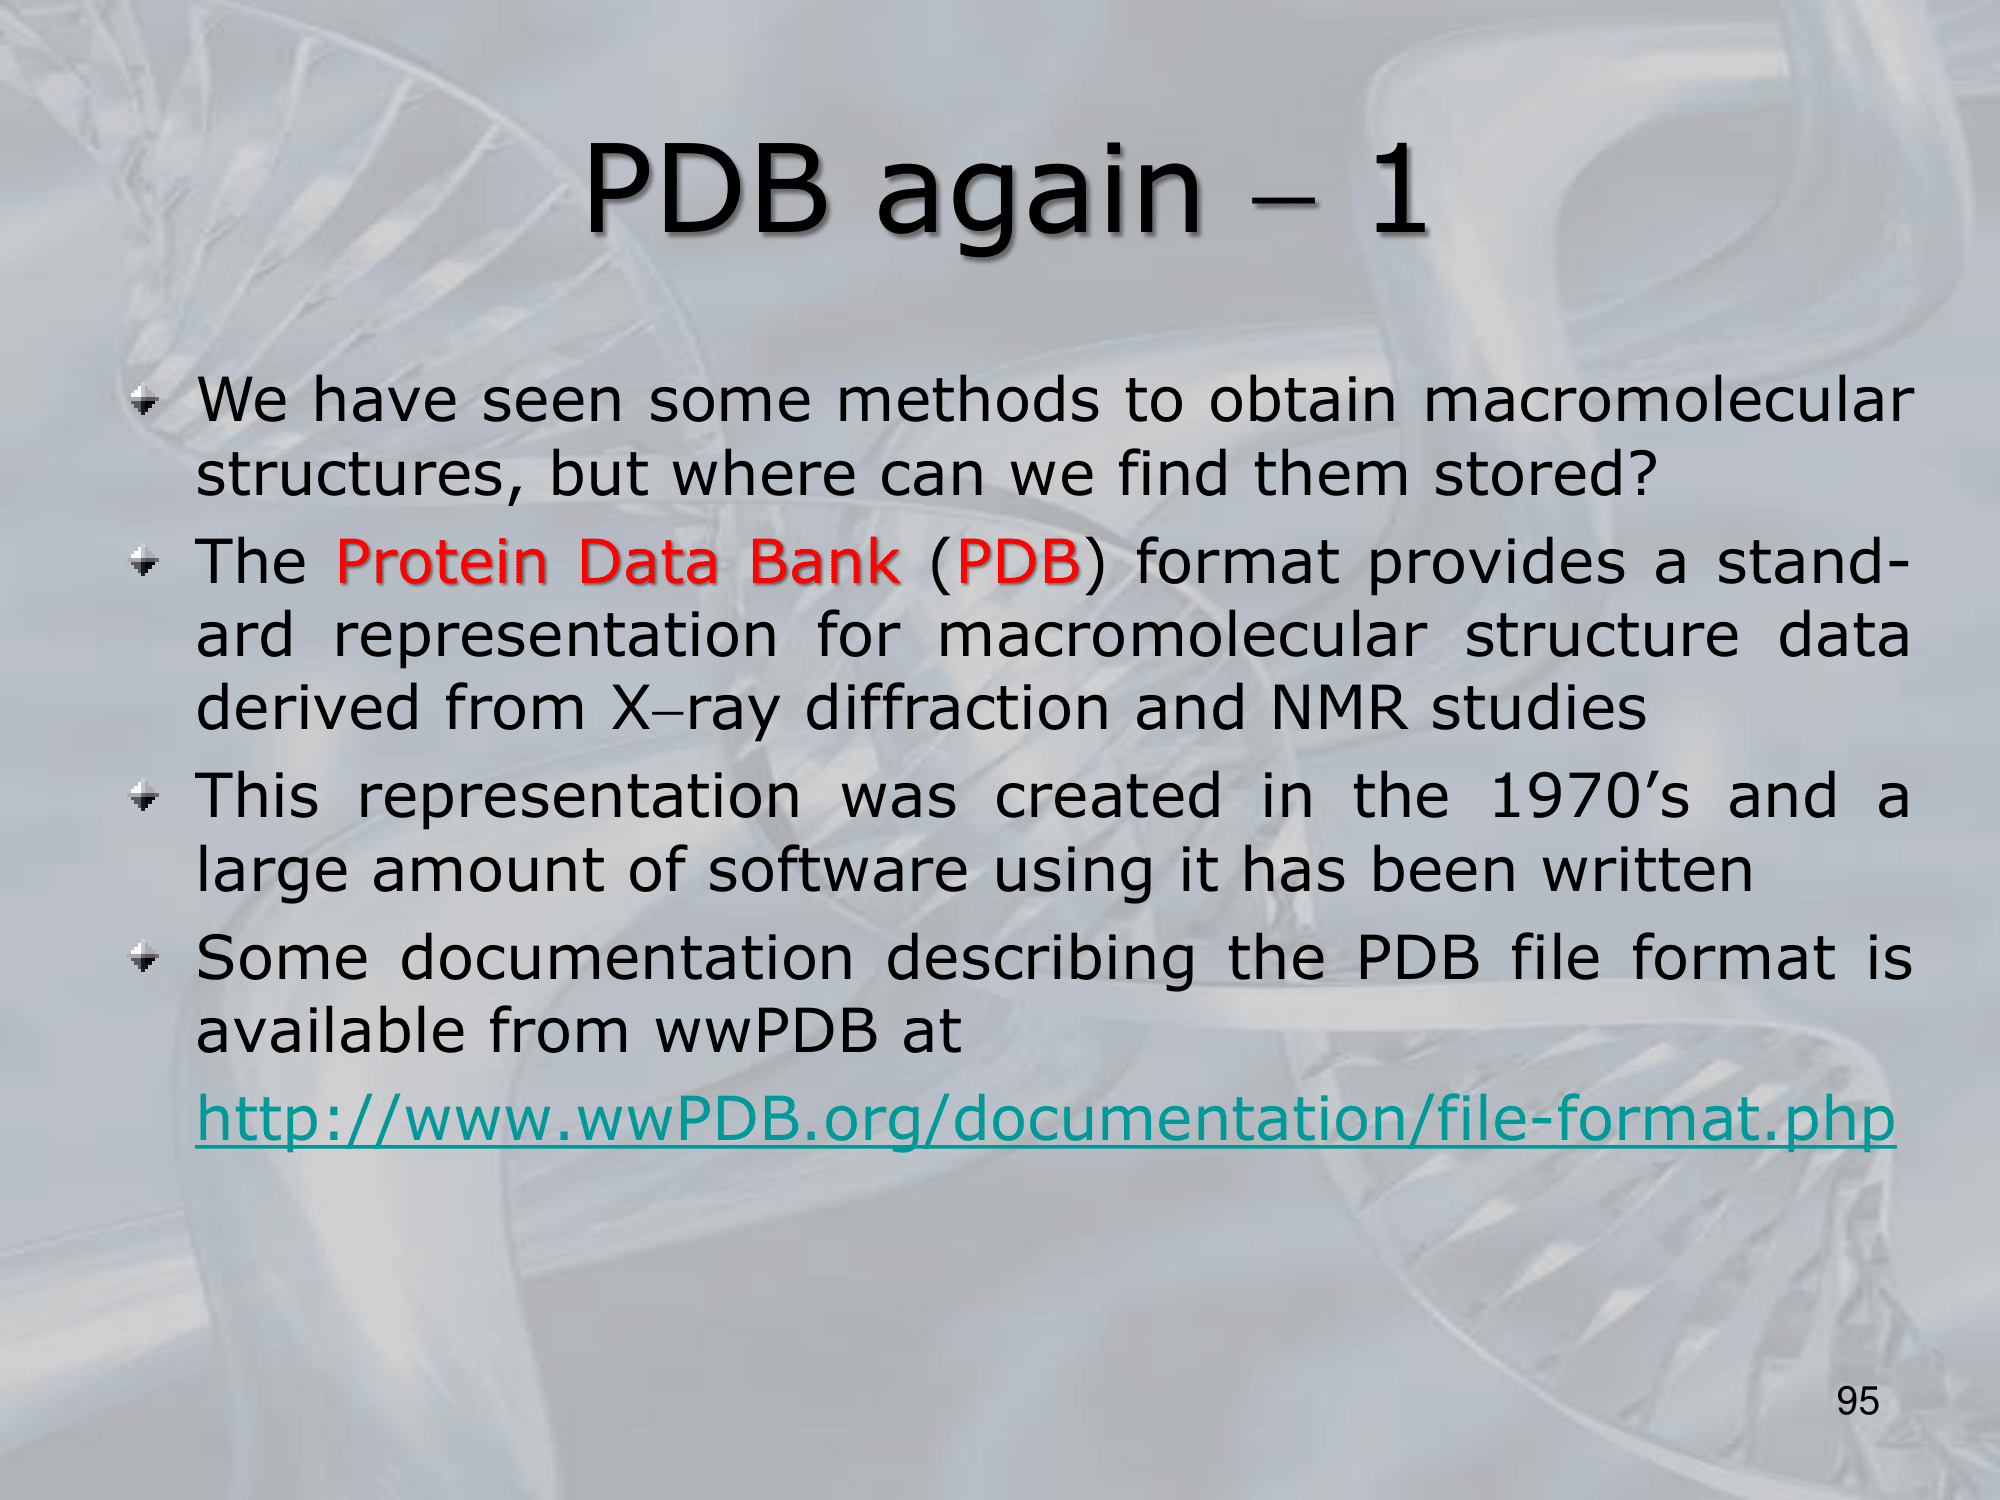 PDB again – 1
We have seen some methods to obtain macromolecular
structures, but where can we find them stored?
The Protein Data Bank (PDB) format provides a stand-
ard representation for macromolecular structure data
derived from X–ray diffraction and NMR studies
This representation was created in the 1970’s and a
large amount of software using it has been written
Some documentation describing the PDB file format is
available from wwPDB at
http://www.wwPDB.org/documentation/file-format.php
95